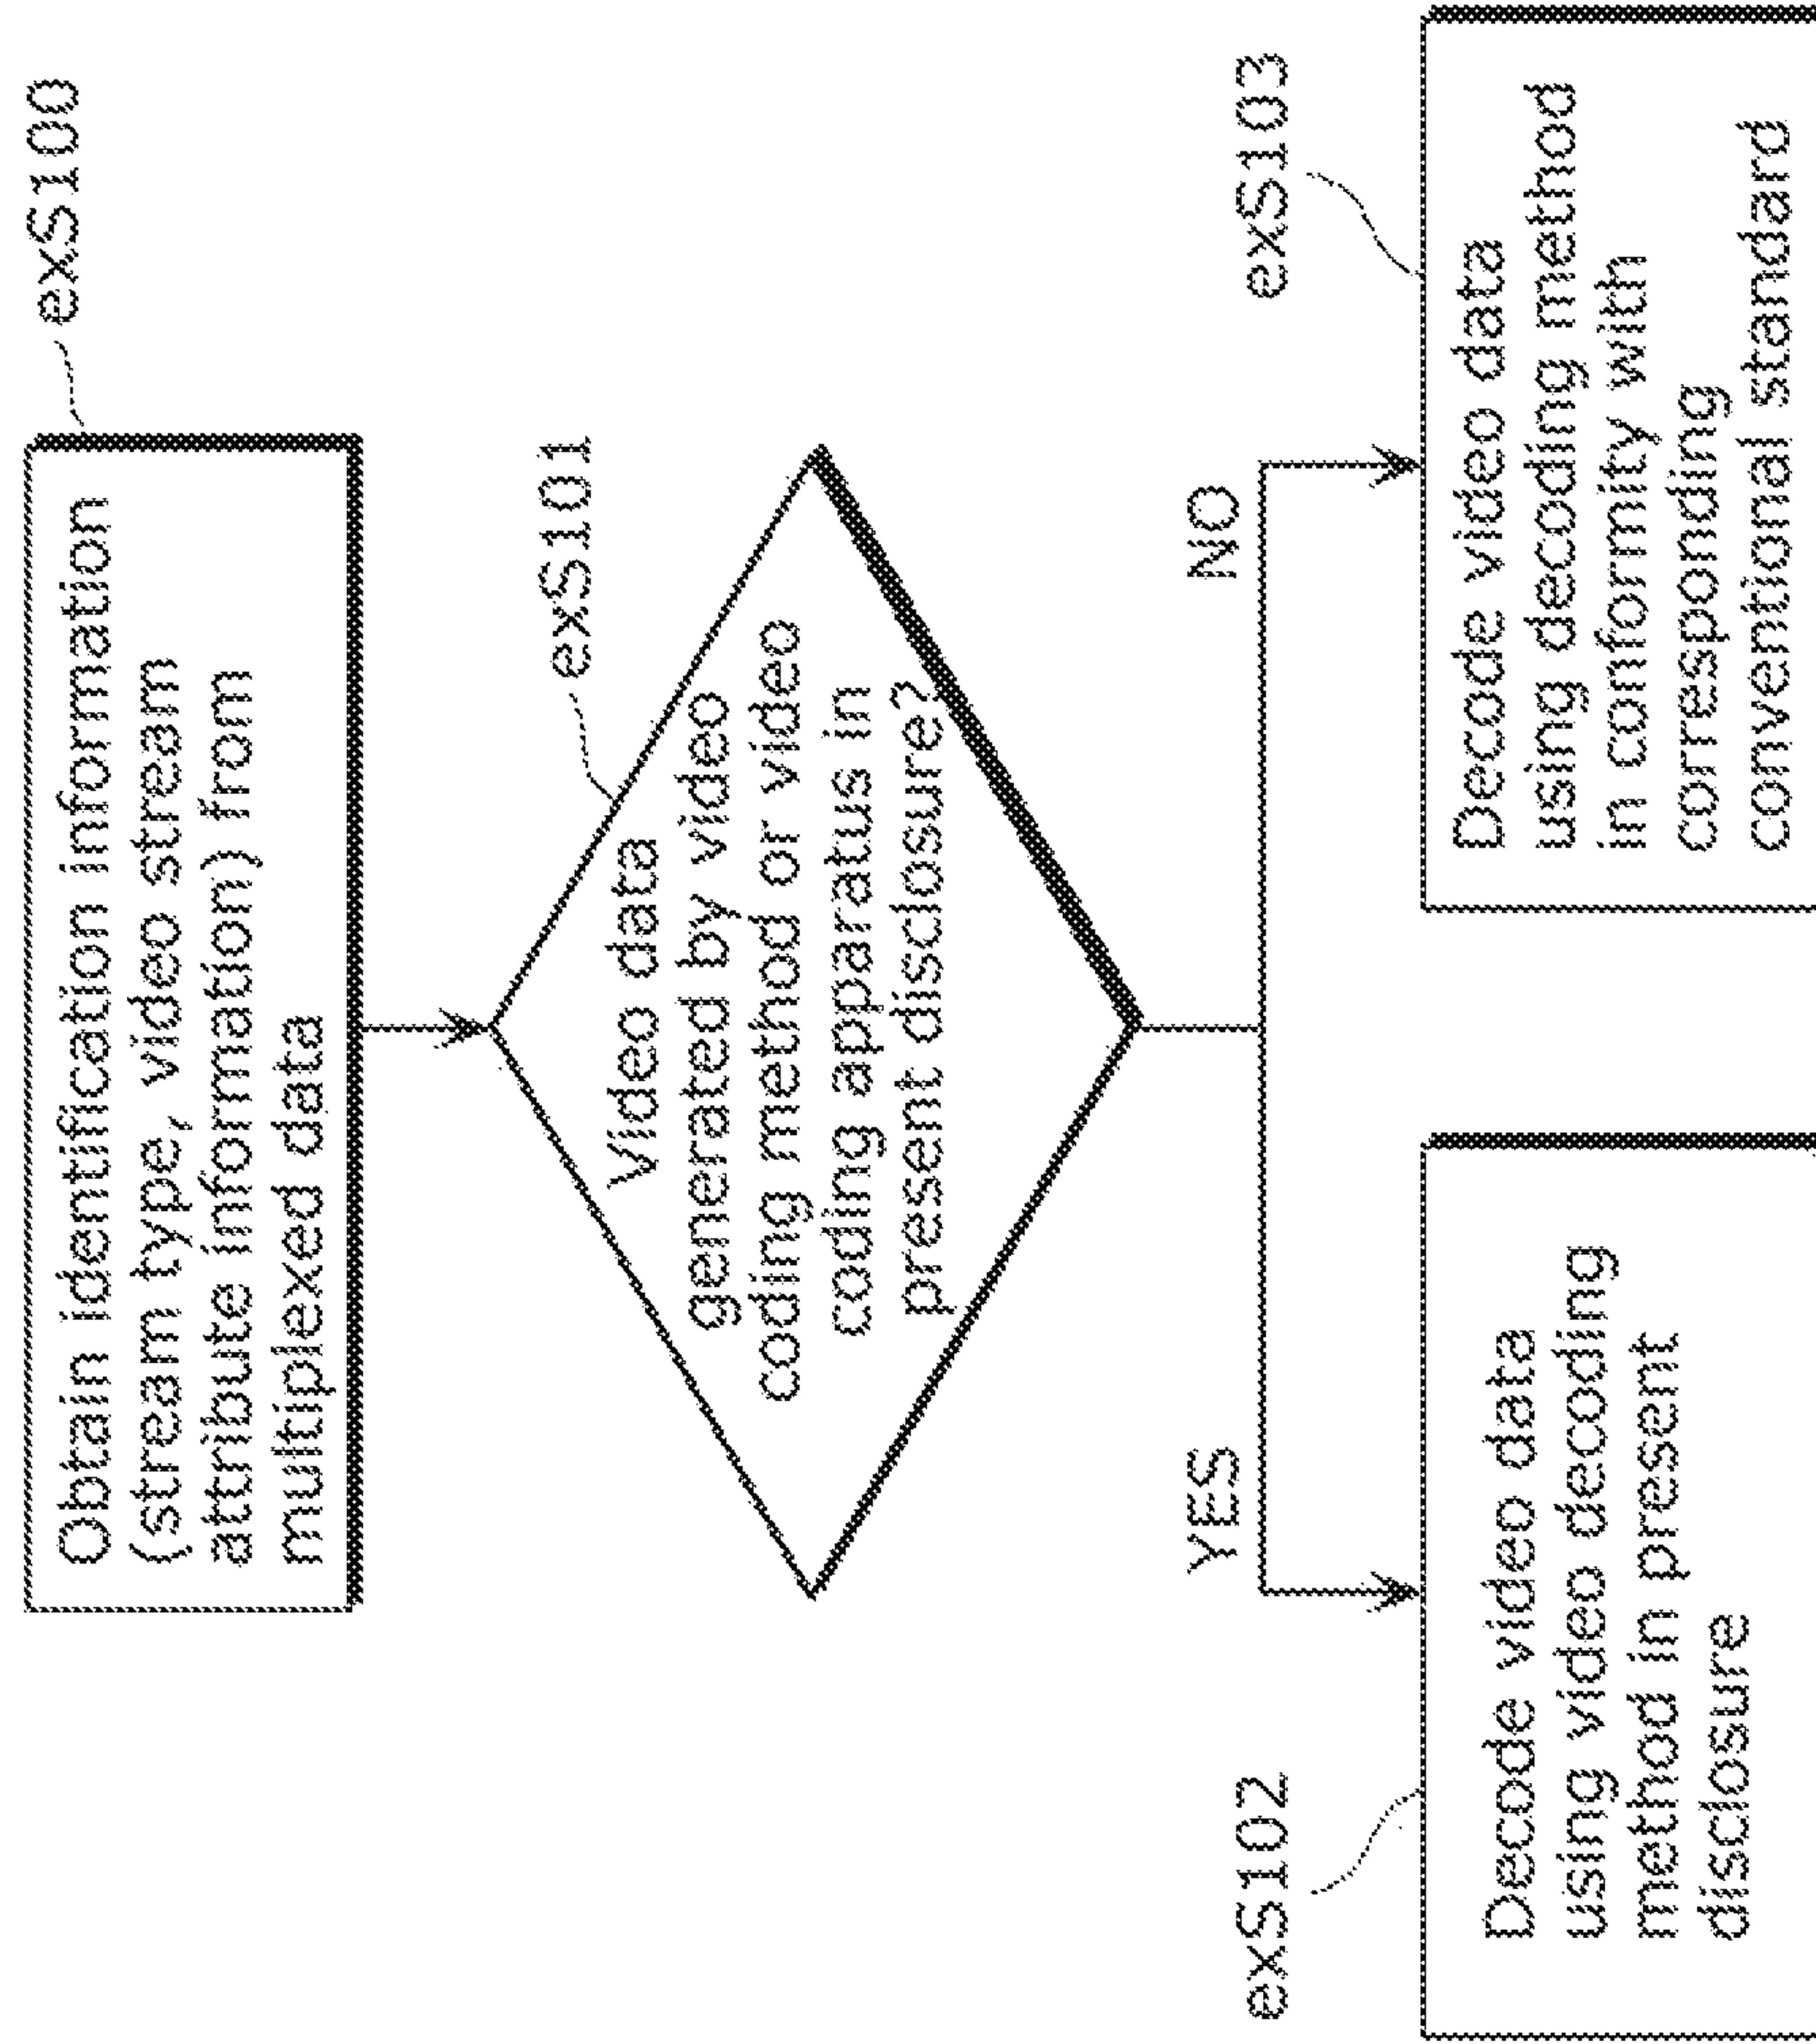 exS100
Obtain identification information
(stream type, video stream
attribute information) from
multiplexed data
exS101
Video data
generated by video
coding method or video
coding apparatus in
present disclosure?
YES
NO
exS102
Decode video data
using video decoding
method in present
disclosure
exS103
Decode video data
using decoding method
in conformity with
corresponding
conventional standard